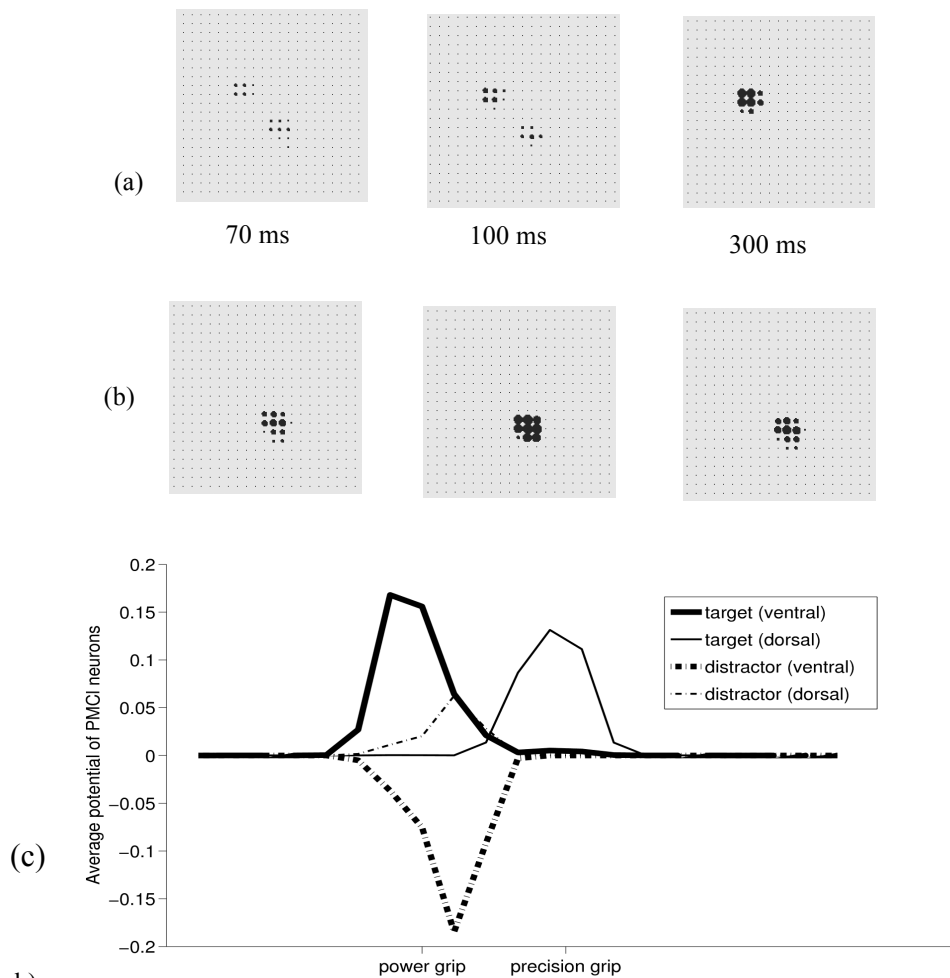 (a)
70 ms
100 ms
300 ms
(b)
0.2
0.15
0.1
0.05
0
−0.05
−0.1
−0.15
−0.2
Average potential of PMCI neurons
target (ventral)
target (dorsal)
distractor (ventral)
distractor (dorsal)
(c)
power grip
precision grip